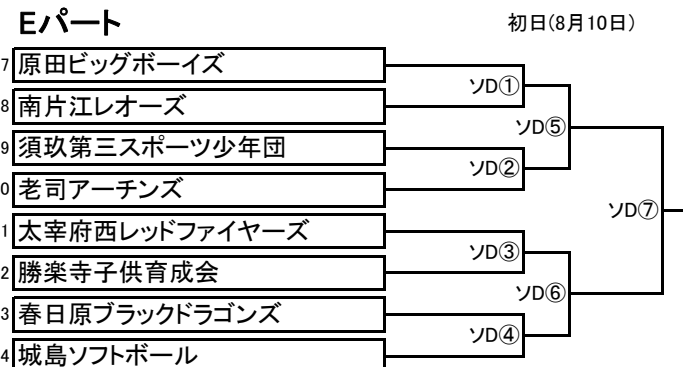 Eパート
初日(8月10日)
7 原田ビッグボーイズ
8 南片江レオーズ
ソD①
ソD⑤
9 須玖第三スポーツ少年団
0 老司アーチンズ
ソD②
ソD⑦
1 太宰府西レッドファイヤーズ
2 勝楽寺子供育成会
ソD③
ソD⑥
3 春日原ブラックドラゴンズ
4 城島ソフトボール
ソD④